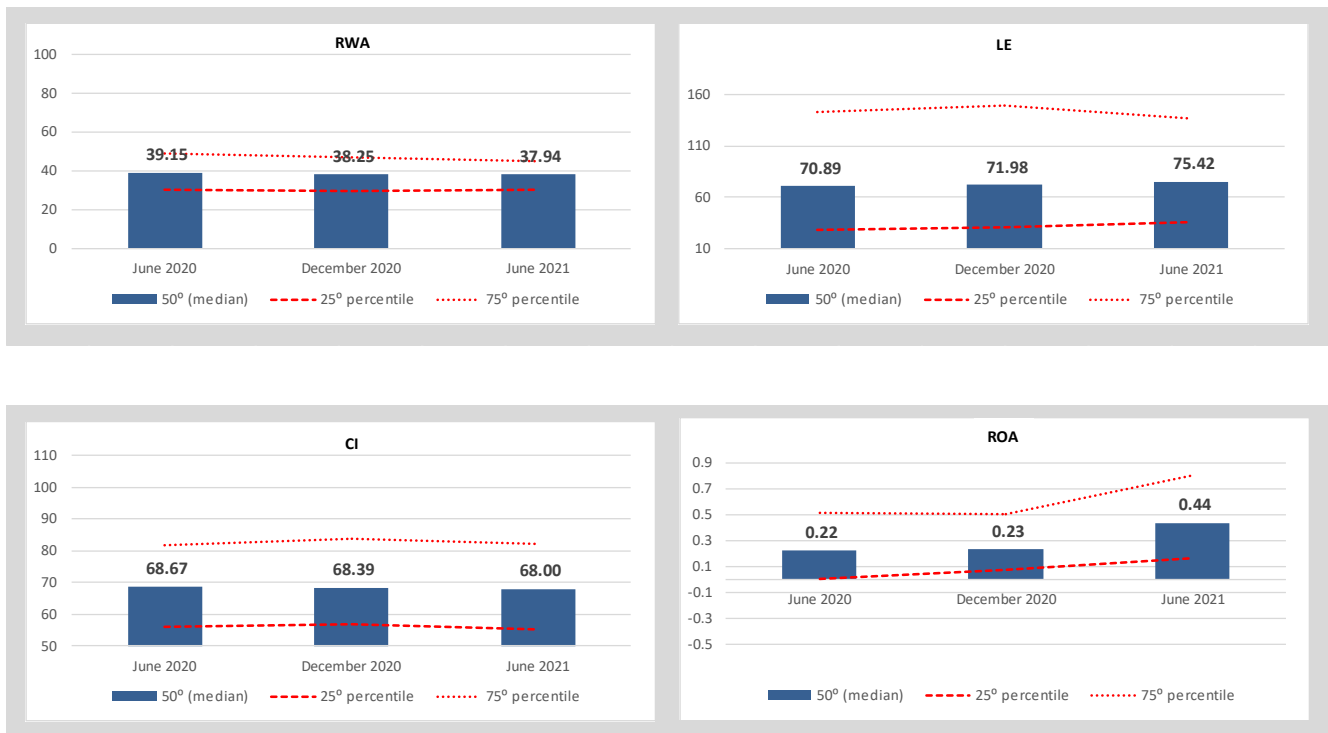 RWA
100
80
60
40
20
0
39.15 38.25 37.94
June 2020 December 2020 June 2021
50º (median) 25º percentile 75º percentile
LE
160
110
60
10
70.89 71.98 75.42
June 2020 December 2020 June 2021
50º (median) 25º percentile 75º percentile
CI
110
100
90
80
70
60
50
68.67 68.39 68.00
June 2020 December 2020 June 2021
50º (median) 25º percentile 75º percentile
ROA
0.9
0.7
0.5
0.3
0.1
-0.1
-0.3
-0.5
0.22 0.23 0.44
June 2020 December 2020 June 2021
50º (median) 25º percentile 75º percentile